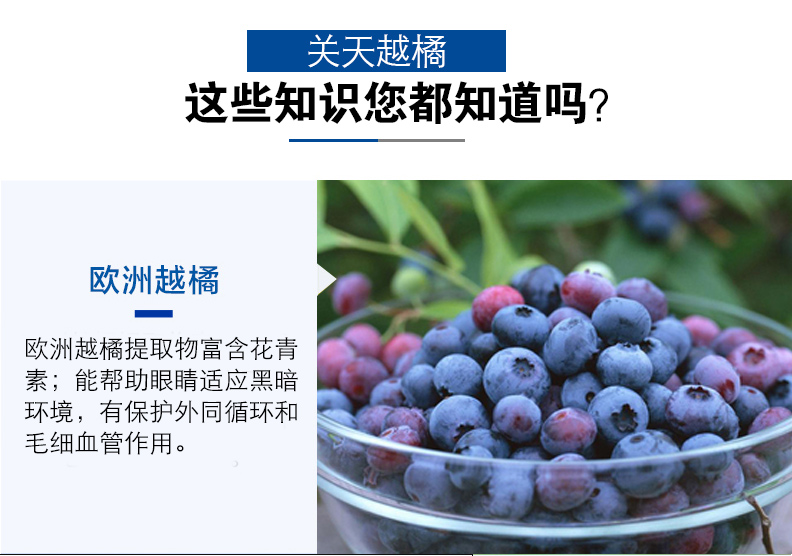 关天越橘
这些知识您都知道吗?
欧洲越橘
欧洲越橘提取物富含花青
素；能帮助眼睛适应黑暗
环境，有保护外同循环和
毛细血管作用。